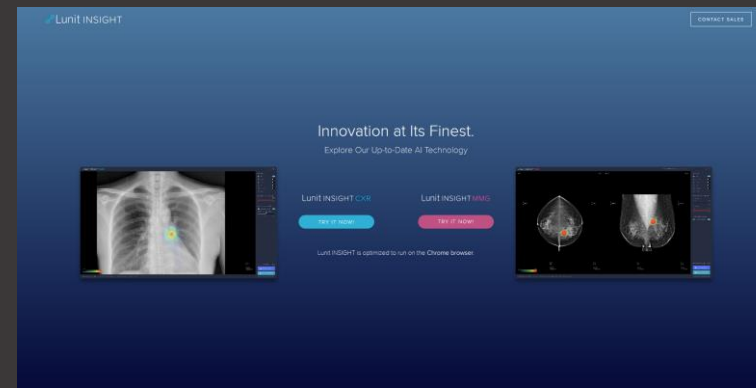 Lunit INSIGHT
CONTACT SALES
Innovation at Its Finest.
Explore Our Up-to-Date AI Technology
Lunit INSIGHT CXR
Lunit INSIGHT MMG
TRY IT NOW!
TRY IT NOW!
Lunit INSIGHT is optimized to run on the Chrome browser.